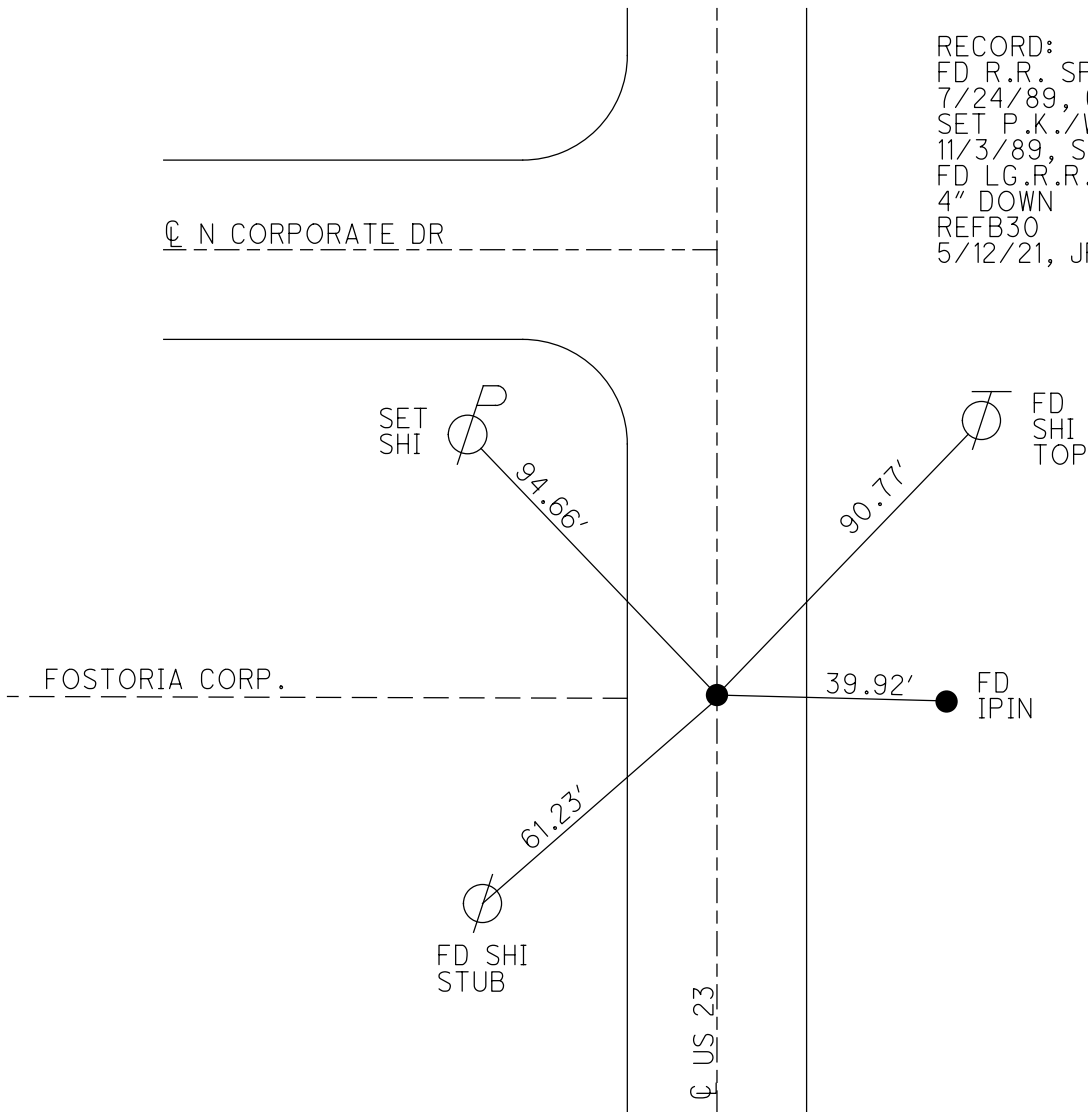 RECORD:
FD R.R.
7/24/89,
SET
11/3/89,
FD LG.R.R.
4" DOWN
REFB30
5/12/21,
℄ N CORPORATE DR
SET
SHI
94.66'
90.77'
FD
SHI
TOP
FOSTORIA CORP.
39.92'
FD
IPIN
61.23'
FD SHI
STUB
℄ US 23